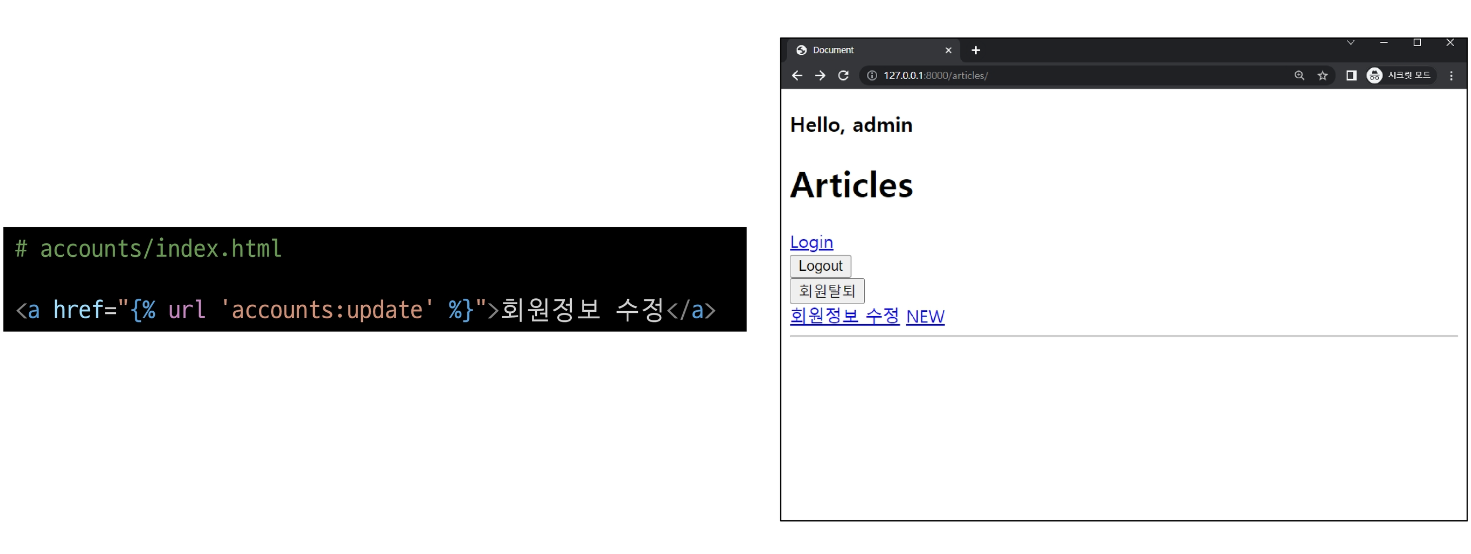 # accounts/index.html
<a href="{% url 'accounts:update' %}">회원정보 수정</a>
Document
127.0.0.1:8000/articles/
시크릿 모드
Hello, admin
Articles
Login
Logout
회원탈퇴
회원정보 수정 NEW